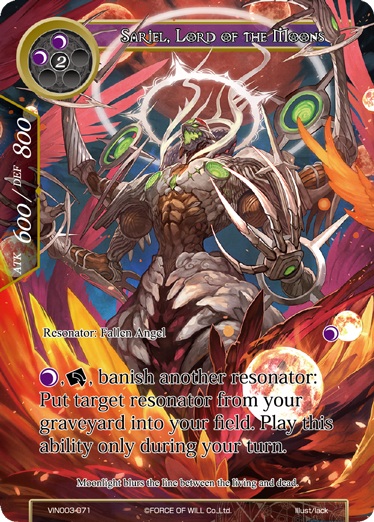 Sariel, Lord of the Moons
2
ATK 600 / DEF 800
Resonator: Fallen Angel
, , banish another resonator:
Put target resonator from your
graveyard into your field. Play this
ability only during your turn.
Moonlight blurs the line between the living and dead.
VIN003-071
©FORCE OF WILL Co.,Ltd.
Illust/lack